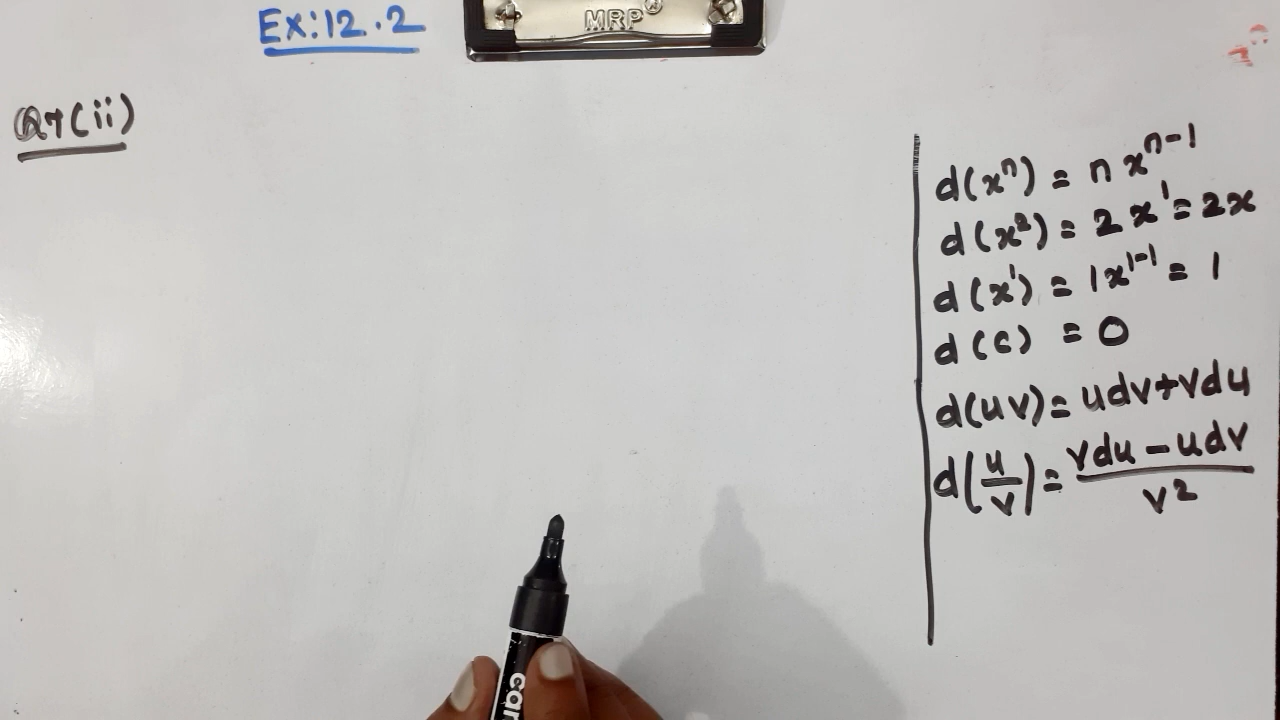 MRP
Ex:12.2
Q7(ii)
d(xⁿ) = n xⁿ⁻¹
d(x²) = 2x¹ = 2x
d(x¹) = 1x¹⁻¹ = 1
d(c) = 0
d(uv) = udv+vdu
d(u/v) = vdu - udv / v²
car